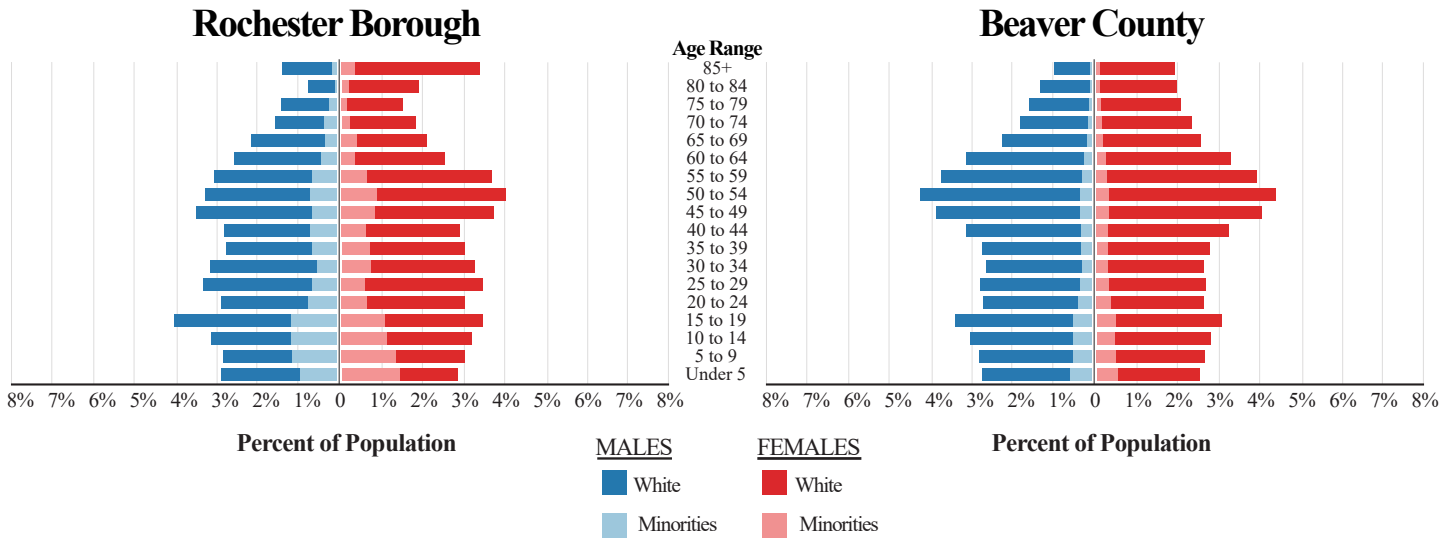 Rochester Borough
Beaver County
Age Range
85+
80 to 84
75 to 79
70 to 74
65 to 69
60 to 64
55 to 59
50 to 54
45 to 49
40 to 44
35 to 39
30 to 34
25 to 29
20 to 24
15 to 19
10 to 14
5 to 9
Under 5
8% 7% 6% 5% 4% 3% 2% 1% 0 1% 2% 3% 4% 5% 6% 7% 8%
8% 7% 6% 5% 4% 3% 2% 1% 0 1% 2% 3% 4% 5% 6% 7% 8%
Percent of Population
Percent of Population
MALES
White
Minorities
FEMALES
White
Minorities